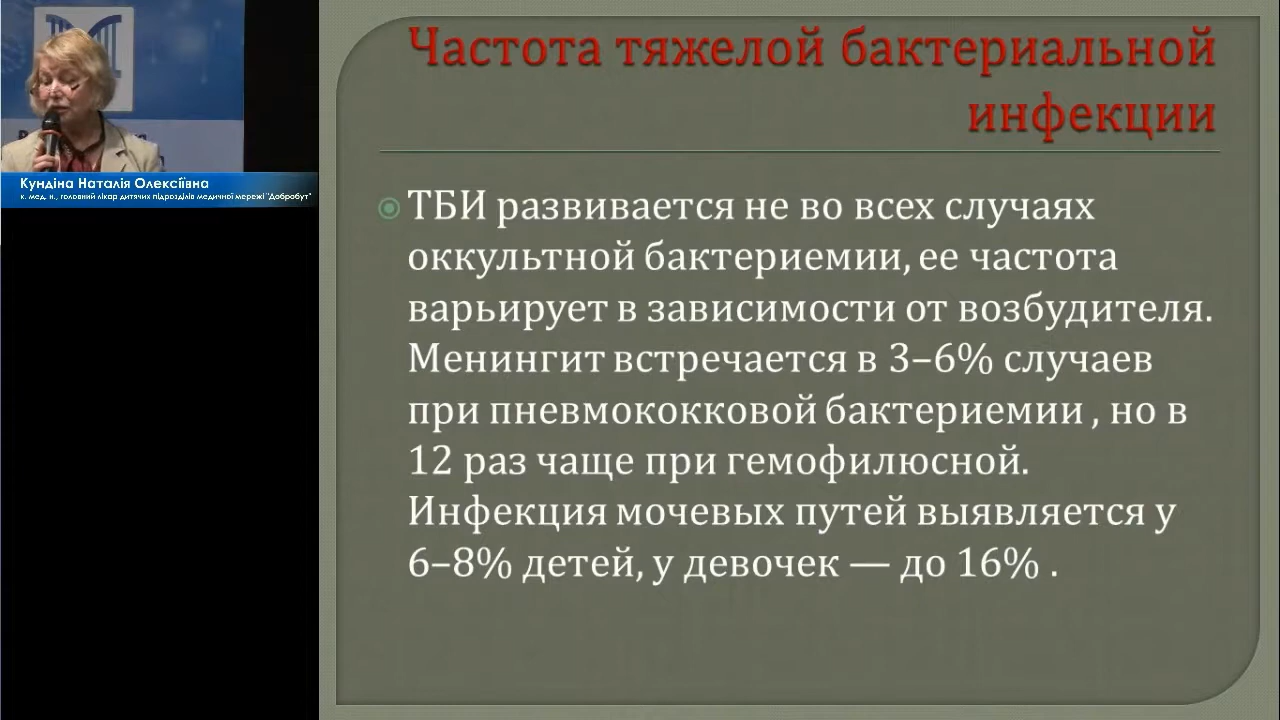 Кундіна Наталія Олексіївна
к. мед. н., головний лікар дитячих підрозділів медичної мережі "Добробут"
Частота тяжелой бактериальной
инфекции
ТБИ развивается не во всех случаях
оккультной бактериемии, ее частота
варьирует в зависимости от возбудителя.
Менингит встречается в 3–6% случаев
при пневмококковой бактериемии , но в
12 раз чаще при гемофилюсной.
Инфекция мочевых путей выявляется у
6–8% детей, у девочек — до 16% .